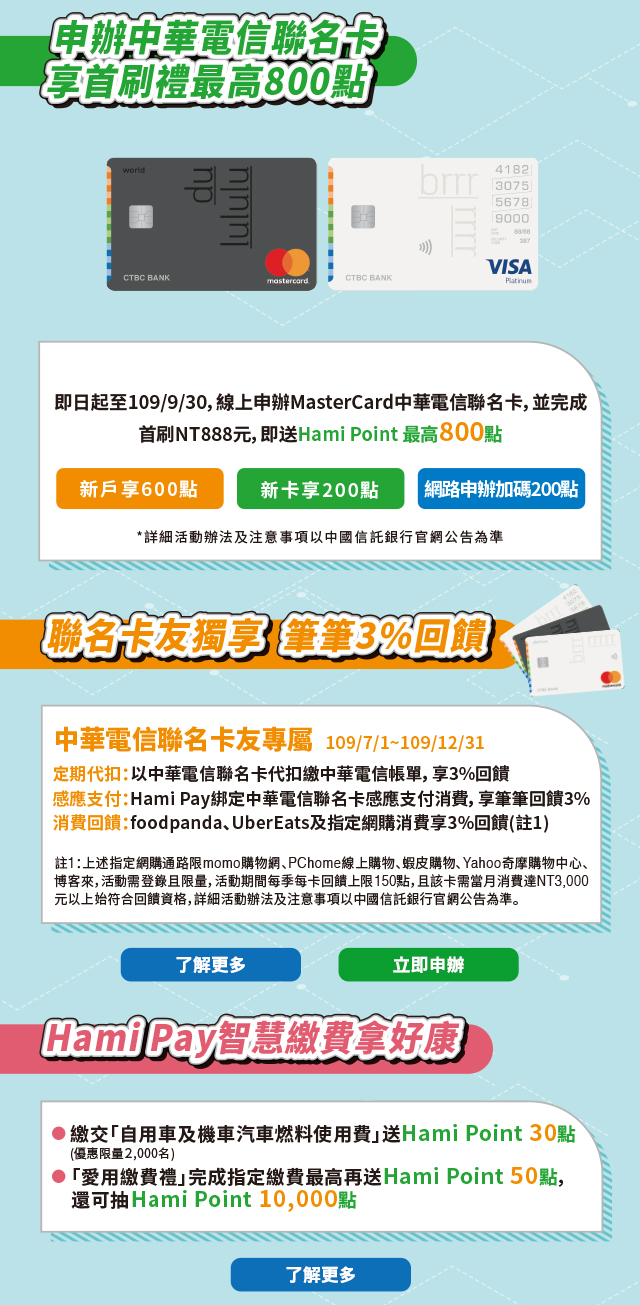 申辦中華電信聯名卡
享首刷禮最高800點
world
du
lululu
CTBC BANK
mastercard
brrr
rrrr
4182
3075
5678
9000
CTBC BANK
VISA
Platinum
即日起至109/9/30, 線上申辦MasterCard中華電信聯名卡, 並完成
首刷NT888元, 即送Hami Point 最高800點
新戶享600點
新卡享200點
網路申辦加碼200點
*詳細活動辦法及注意事項以中國信託銀行官網公告為準
聯名卡友獨享 筆筆3%回饋
中華電信聯名卡友專屬 109/7/1~109/12/31
定期代扣:以中華電信聯名卡代扣繳中華電信帳單, 享3%回饋
感應支付:Hami Pay綁定中華電信聯名卡感應支付消費, 享筆筆回饋3%
消費回饋:foodpanda、UberEats及指定網購消費享3%回饋(註1)
註1:上述指定網購通路限momo購物網、PChome線上購物、蝦皮購物、Yahoo奇摩購物中心、
博客來, 活動需登錄且限量, 活動期間每季每卡回饋上限150點, 且該卡需當月消費達NT3,000
元以上始符合回饋資格, 詳細活動辦法及注意事項以中國信託銀行官網公告為準。
了解更多
立即申辦
Hami Pay智慧繳費拿好康
● 繳交「自用車及機車汽車燃料使用費」送Hami Point 30點
(優惠限量2,000名)
● 「愛用繳費禮」完成指定繳費最高再送Hami Point 50點,
還可抽Hami Point 10,000點
了解更多